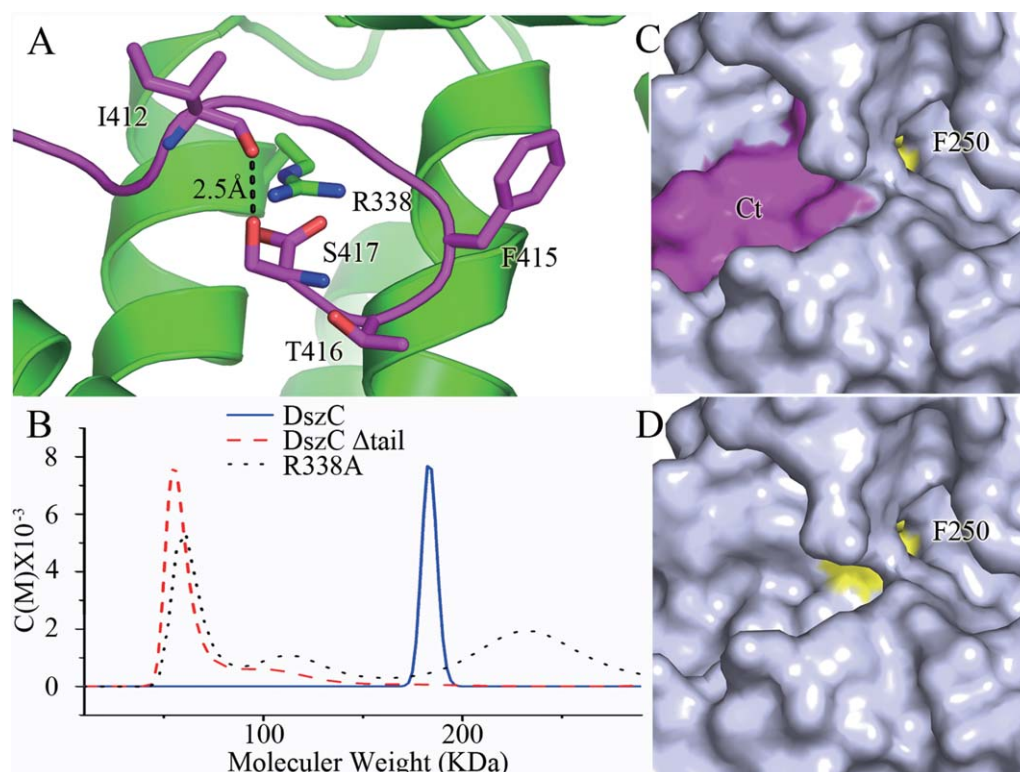 A
I412
2.5Å
R338
S417
F415
T416
C
F250
Ct
B
DszC
DszC Δtail
R338A
C(M)X10⁻³
8
6
4
2
0
100
200
Moleculer Weight (KDa)
D
F250